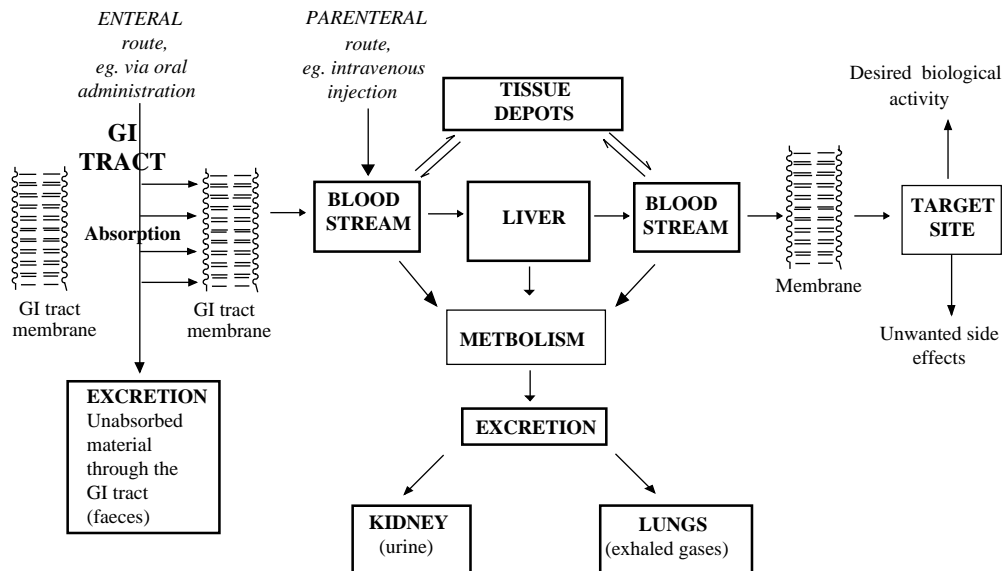 ENTERAL
route,
eg. via oral
administration
PARENTERAL
route,
eg. intravenous
injection
TISSUE
DEPOTS
Desired biological
activity
GI
TRACT
Absorption
GI tract
membrane
GI tract
membrane
BLOOD
STREAM
LIVER
BLOOD
STREAM
Membrane
TARGET
SITE
Unwanted side
effects
METBOLISM
EXCRETION
Unabsorbed
material
through the
GI tract
(faeces)
EXCRETION
KIDNEY
(urine)
LUNGS
(exhaled gases)